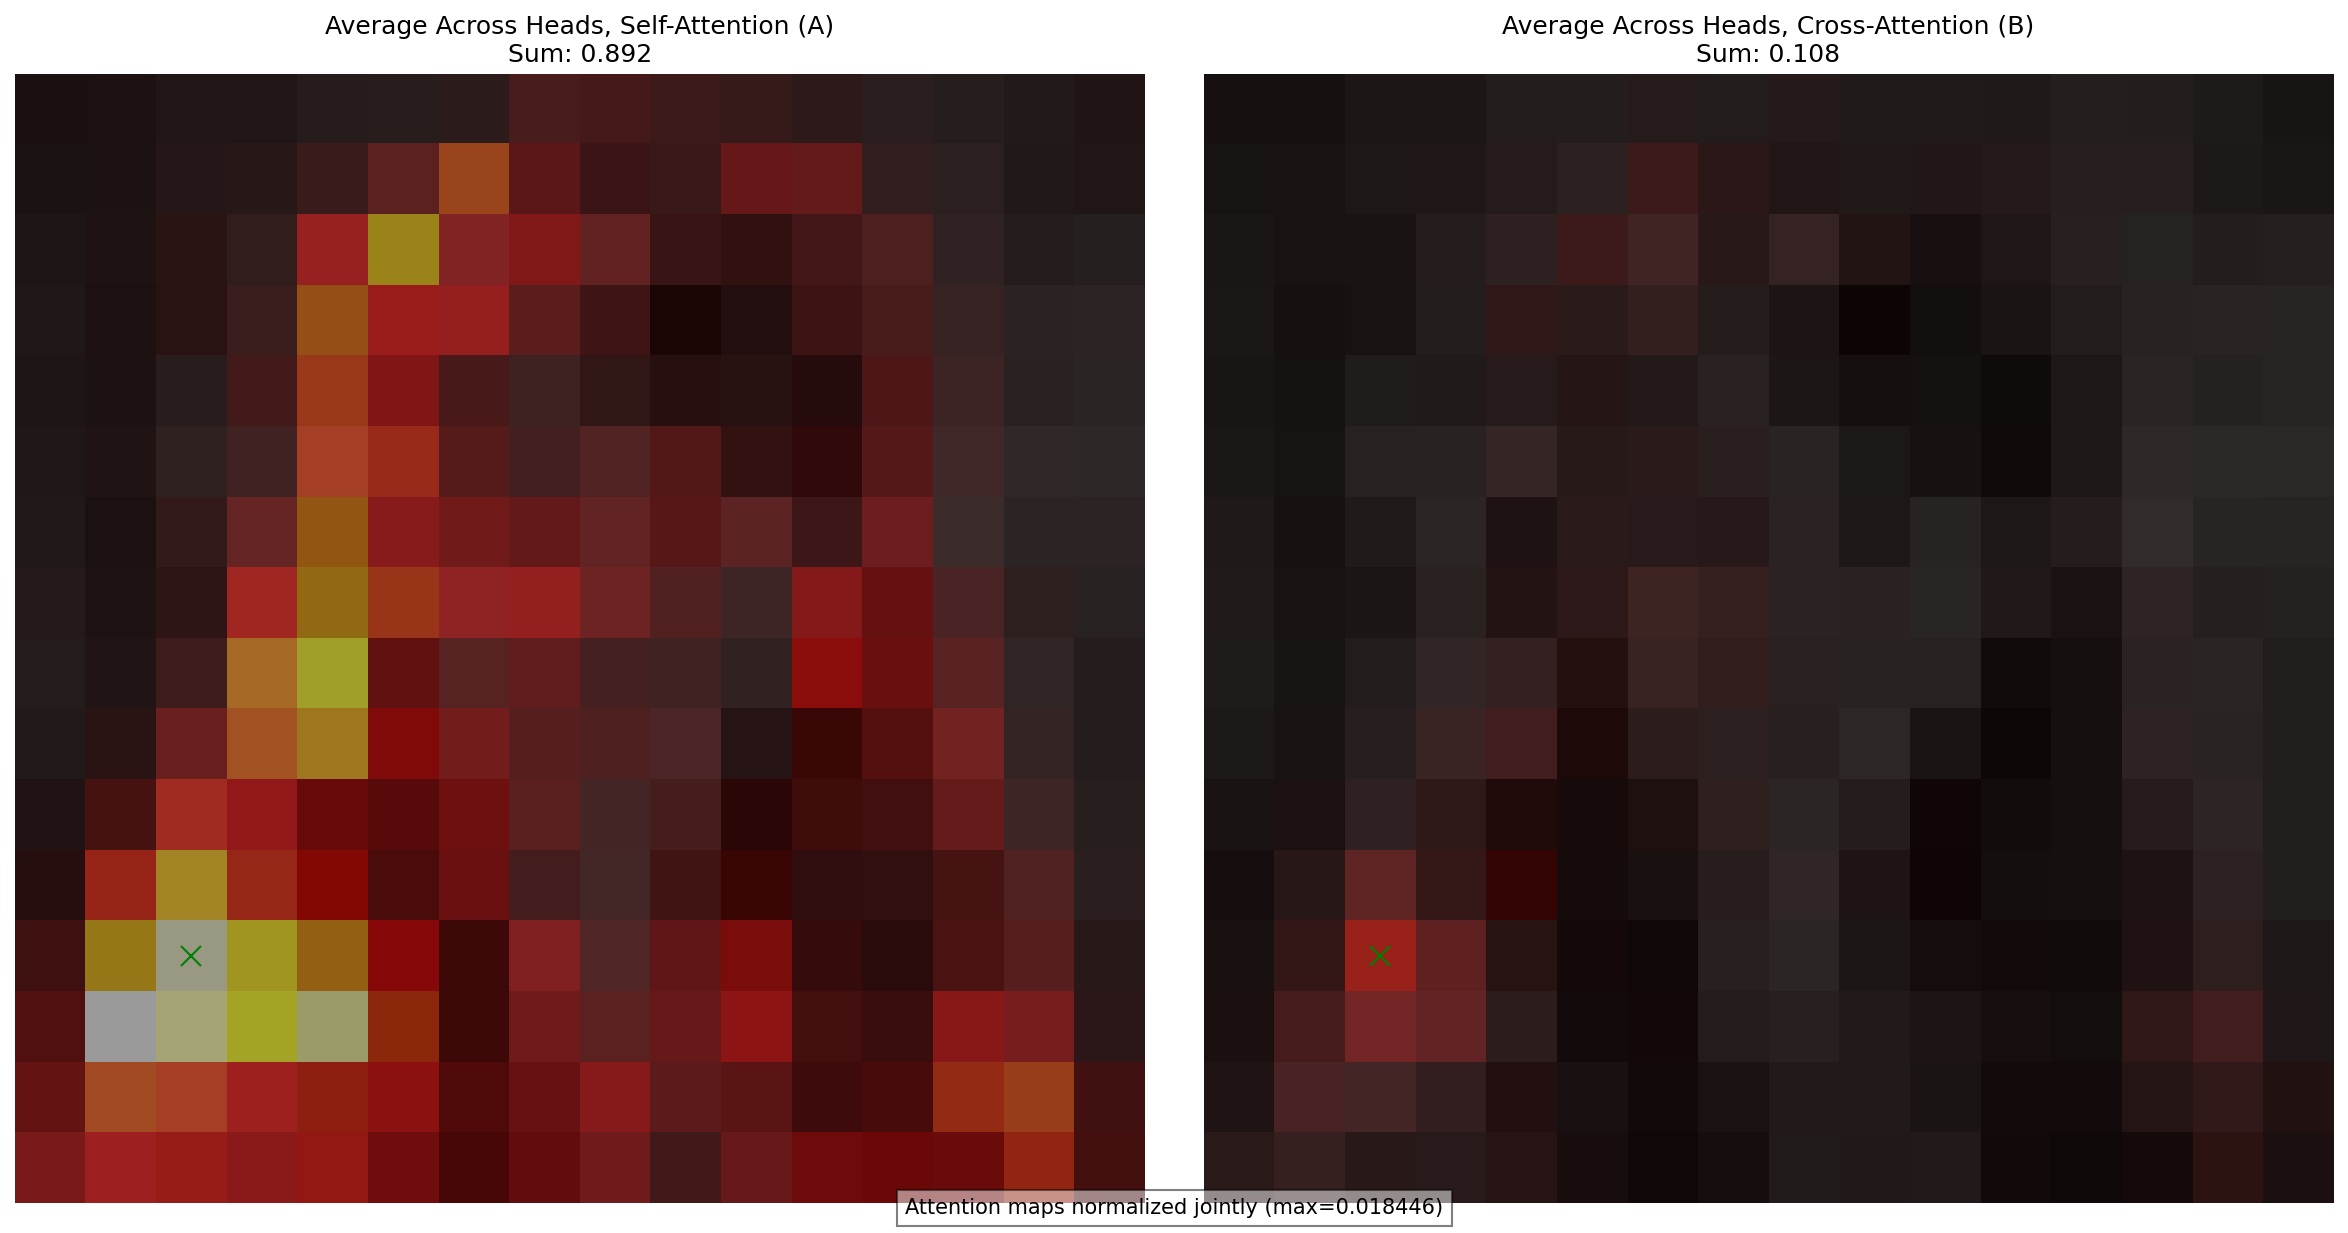 Average Across Heads, Self-Attention (A)
Sum: 0.892
Average Across Heads, Cross-Attention (B)
Sum: 0.108
Attention maps normalized jointly (max=0.018446)